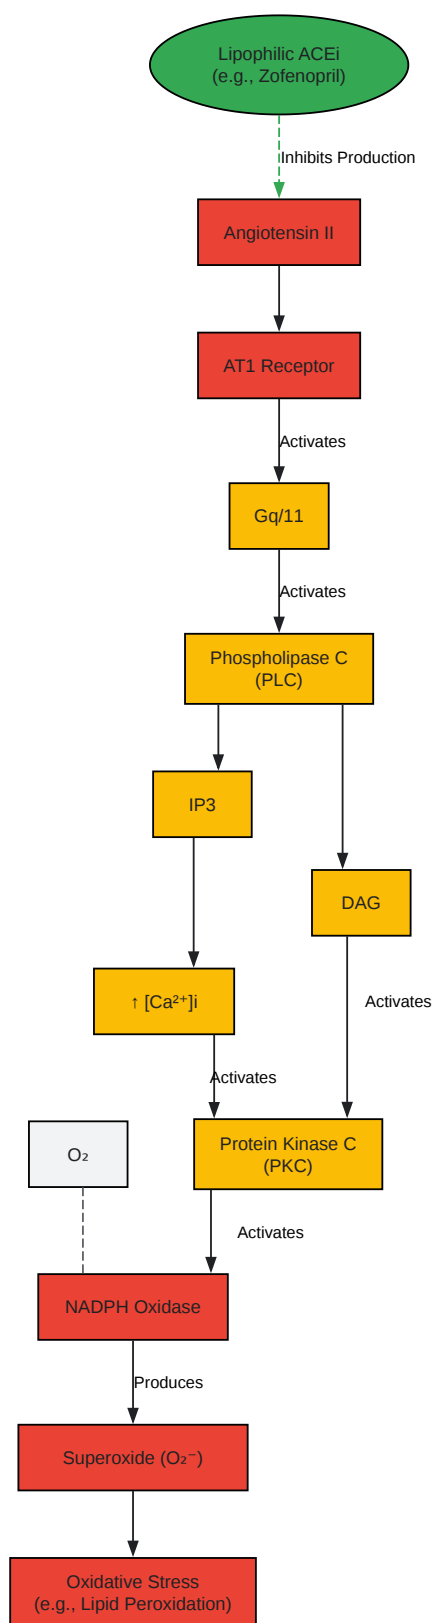 Lipophilic ACEi
(e.g., Zofenopril)
Inhibits Production
Angiotensin II
AT1 Receptor
Activates
Gq/11
Activates
Phospholipase C
(PLC)
IP3
DAG
↑ [Ca²⁺]i
Activates
Activates
O₂
Protein Kinase C
(PKC)
Activates
NADPH Oxidase
Produces
Superoxide (O₂⁻)
Oxidative Stress
(e.g., Lipid Peroxidation)